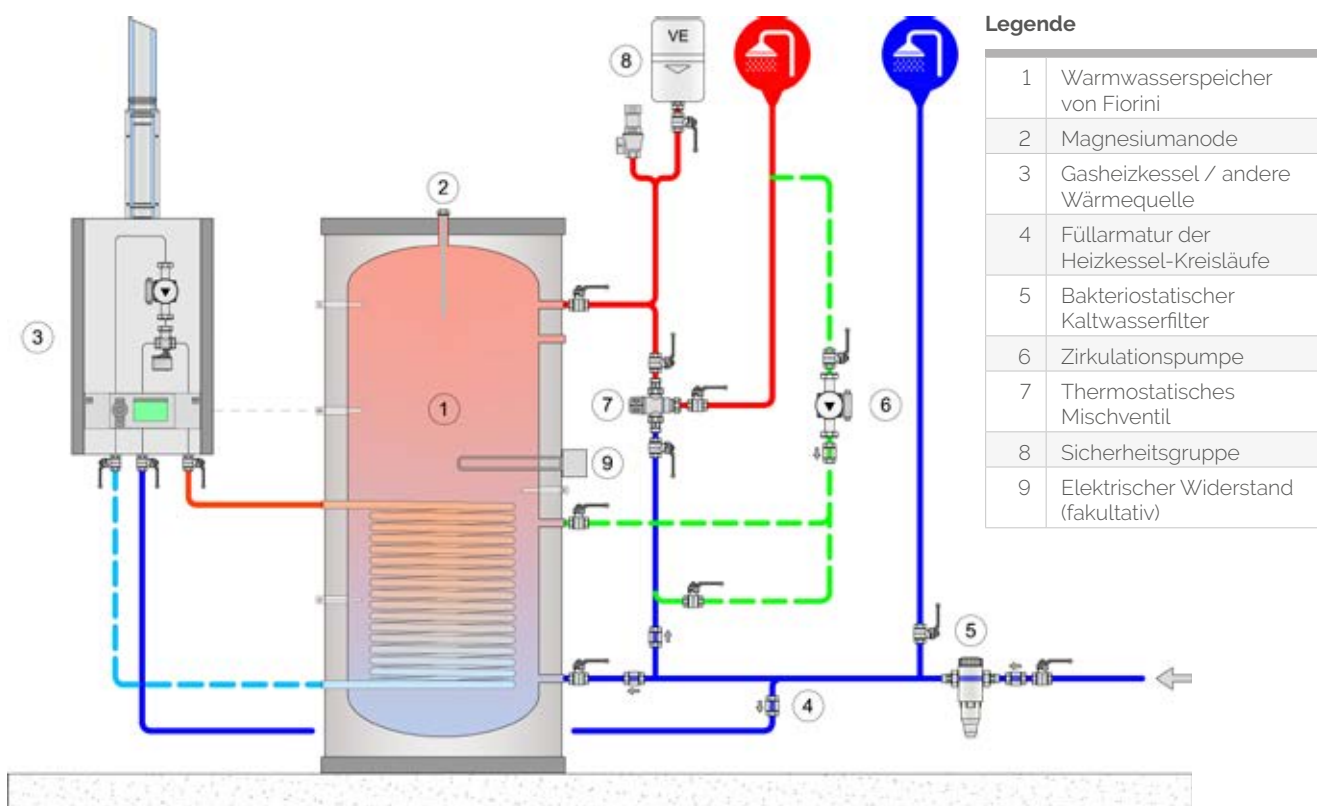 VE
8
2
3
7
6
1
9
5
4
Legende
1 Warmwasserspeicher
von Fiorini
2 Magnesiumanode
3 Gasheizkessel / andere
Wärmequelle
4 Füllarmatur der
Heizkessel-Kreisläufe
5 Bakteriostatischer
Kaltwasserfilter
6 Zirkulationspumpe
7 Thermostatisches
Mischventil
8 Sicherheitsgruppe
9 Elektrischer Widerstand
(fakultativ)